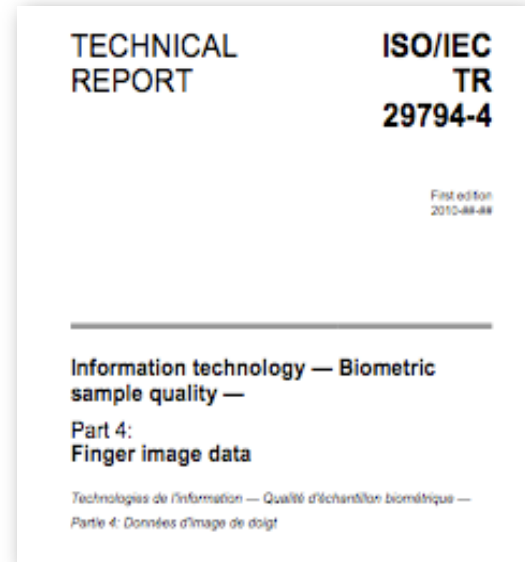 TECHNICAL
REPORT
ISO/IEC
TR
29794-4
First edition
2010-##-##
Information technology — Biometric
sample quality —
Part 4:
Finger image data
Technologies de l'information — Qualité d'échantillon biométrique —
Partie 4: Données d'image de doigt